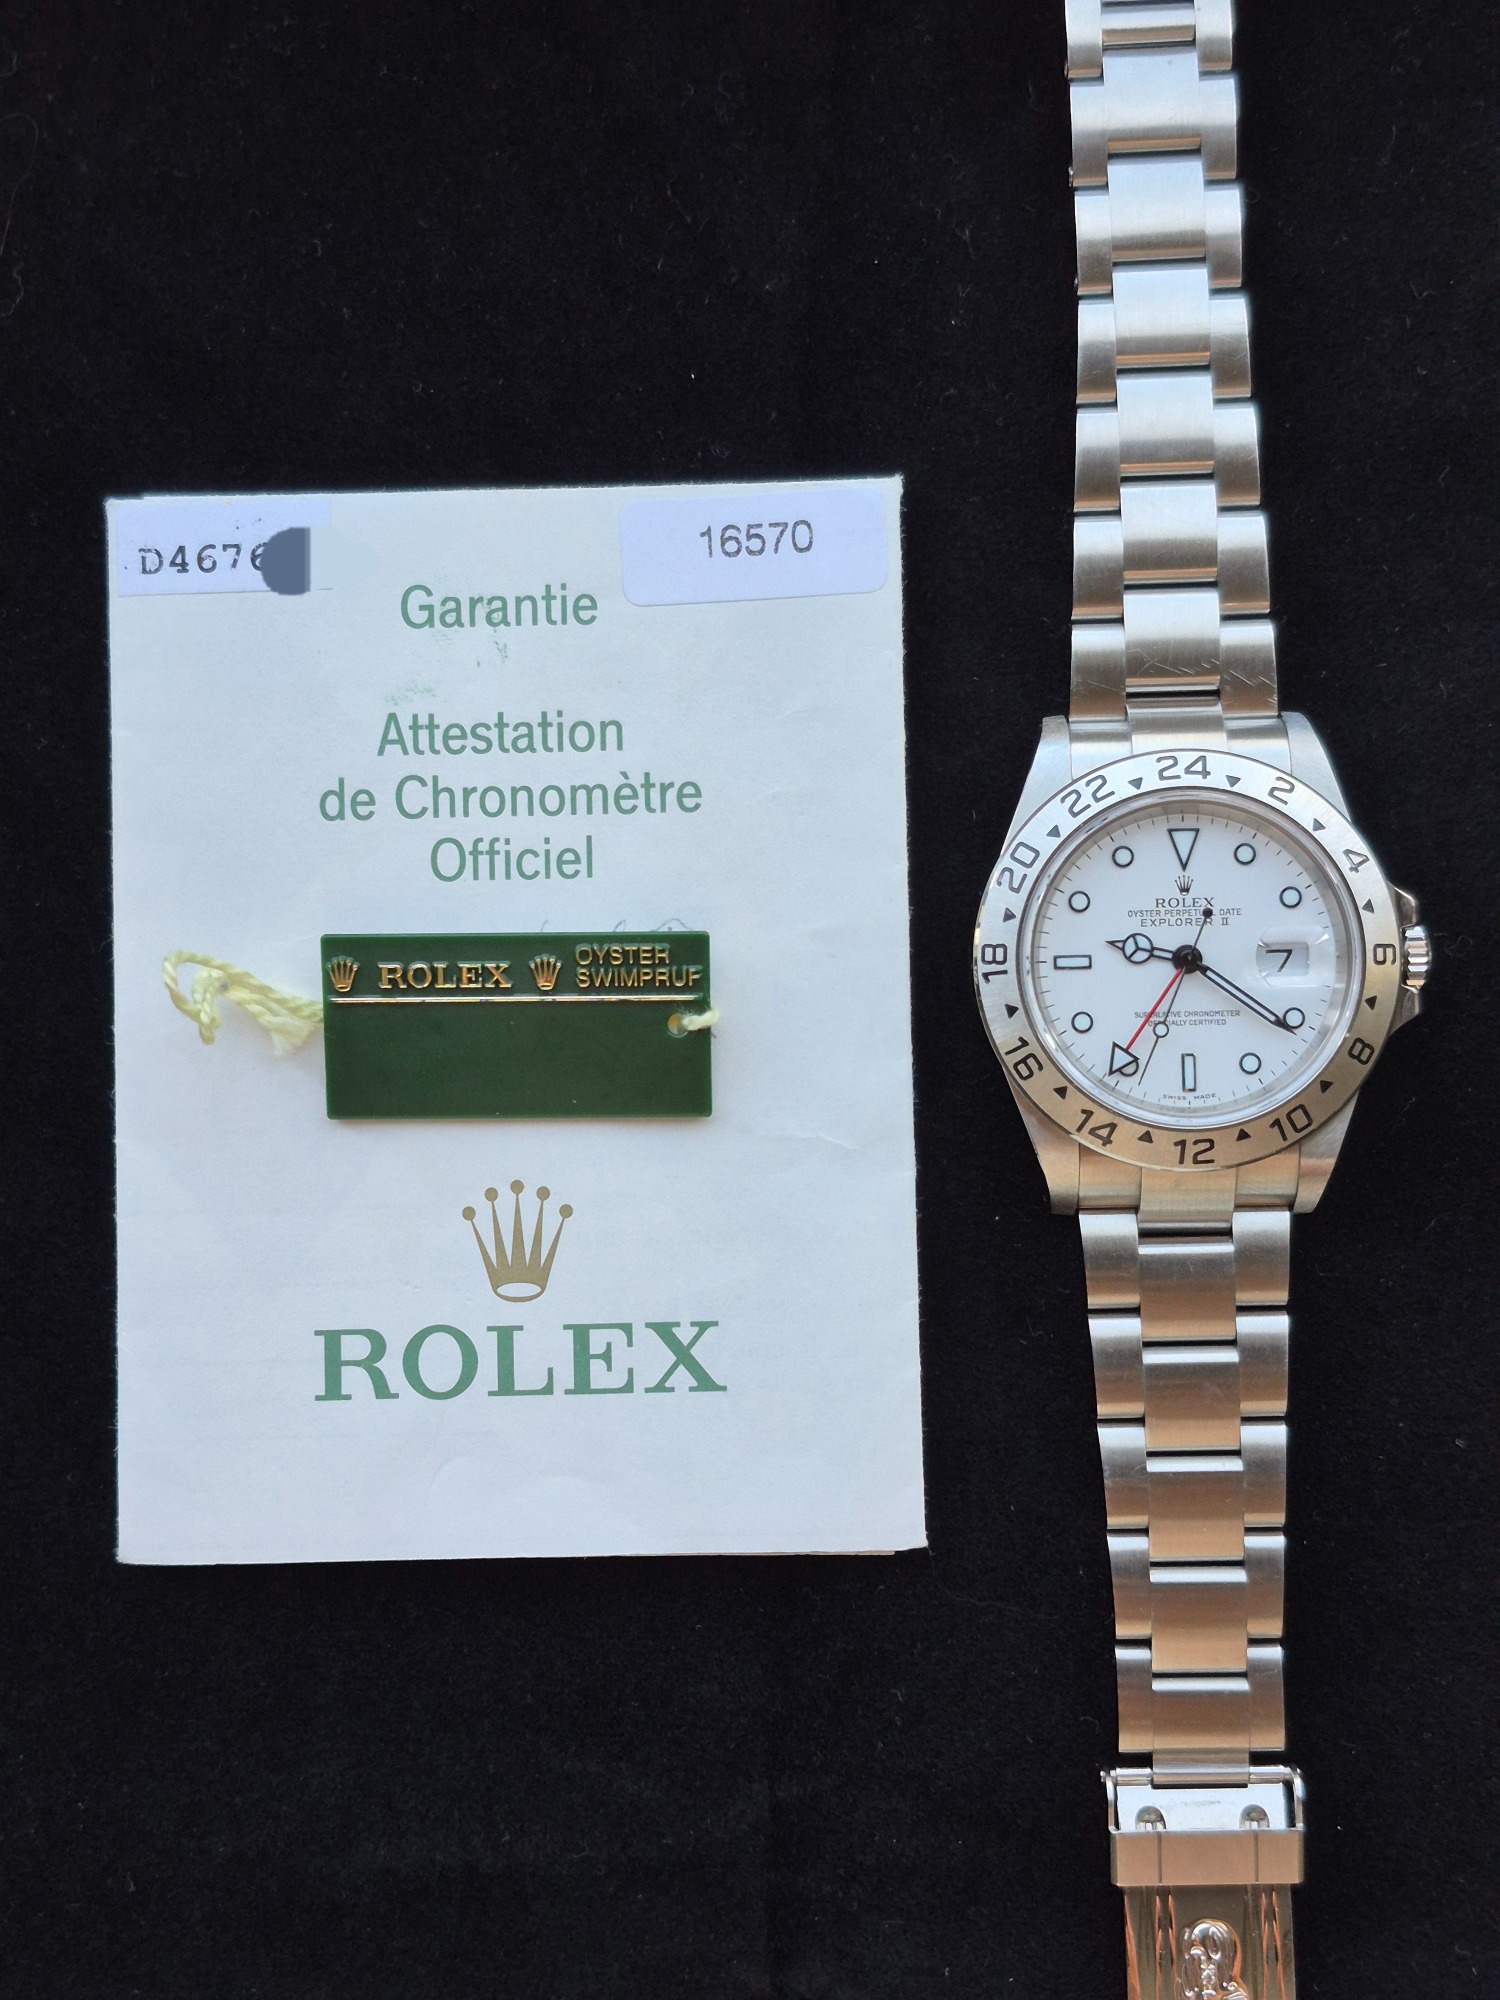 D4676
16570
Garantie
Attestation
de Chronomètre
Officiel
ROLEX
OYSTER
SWIMPRUF
ROLEX
24
2
4
6
8
10
12
14
16
18
20
22
ROLEX
OYSTER PERPETUAL DATE
EXPLORER II
7
SUPERLATIVE CHRONOMETER
OFFICIALLY CERTIFIED
SWISS MADE